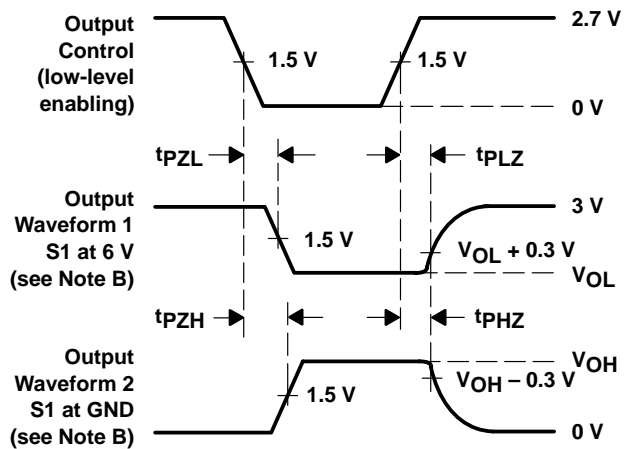 Output
Control
(low-level
enabling)
1.5 V
1.5 V
2.7 V
0 V
tPZL
tPLZ
Output
Waveform 1
S1 at 6 V
(see Note B)
1.5 V
3 V
VOL + 0.3 V
VOL
tPZH
tPHZ
Output
Waveform 2
S1 at GND
(see Note B)
1.5 V
VOH
VOH − 0.3 V
0 V